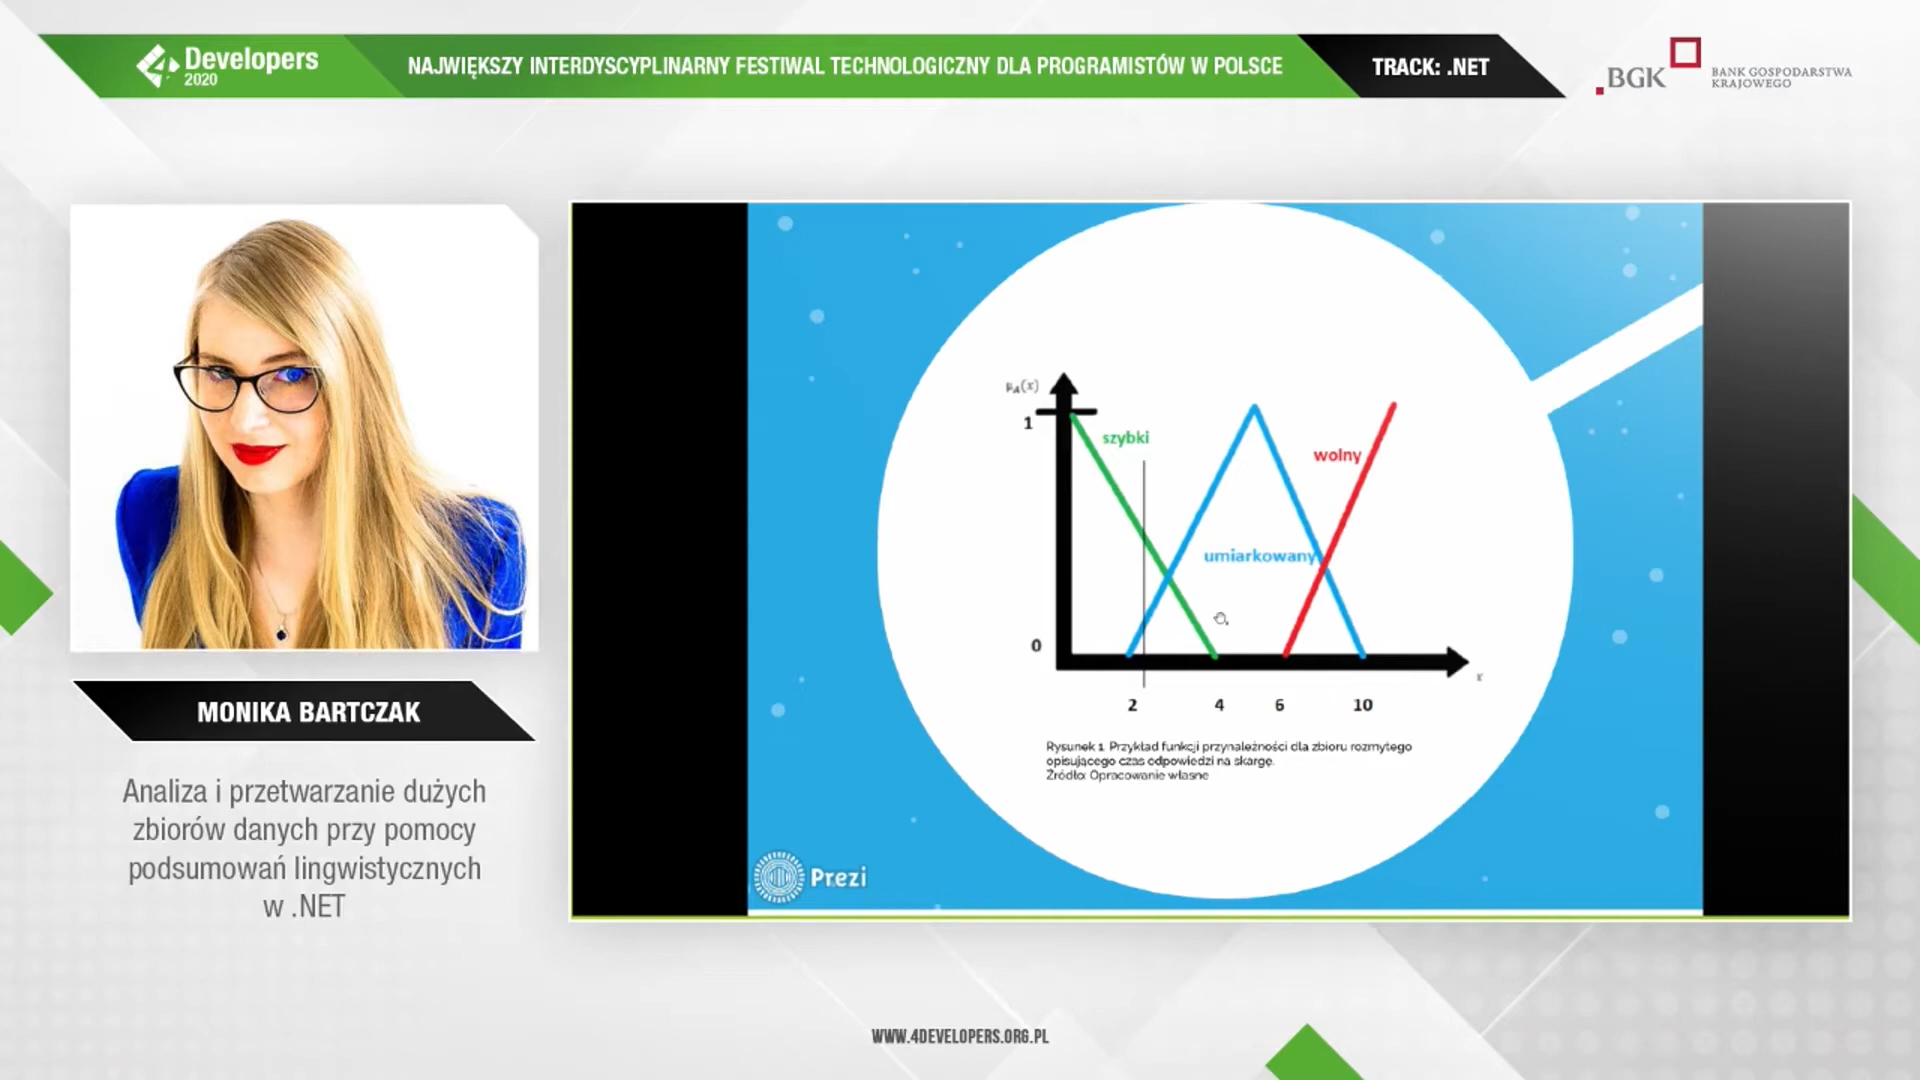 4 Developers
2020
NAJWIĘKSZY INTERDYSCYPLINARNY FESTIWAL TECHNOLOGICZNY DLA PROGRAMISTÓW W POLSCE
TRACK: .NET
BGK
BANK GOSPODARSTWA
KRAJOWEGO
μA(x)
1
szybki
wolny
umiarkowany
0
x
2 4 6 10
Rysunek 1. Przykład funkcji przynależności dla zbioru rozmytego
opisującego czas odpowiedzi na skargę.
Źródło: Opracowanie własne
Prezi
MONIKA BARTCZAK
Analiza i przetwarzanie dużych
zbiorów danych przy pomocy
podsumowań lingwistycznych
w .NET
WWW.4DEVELOPERS.ORG.PL